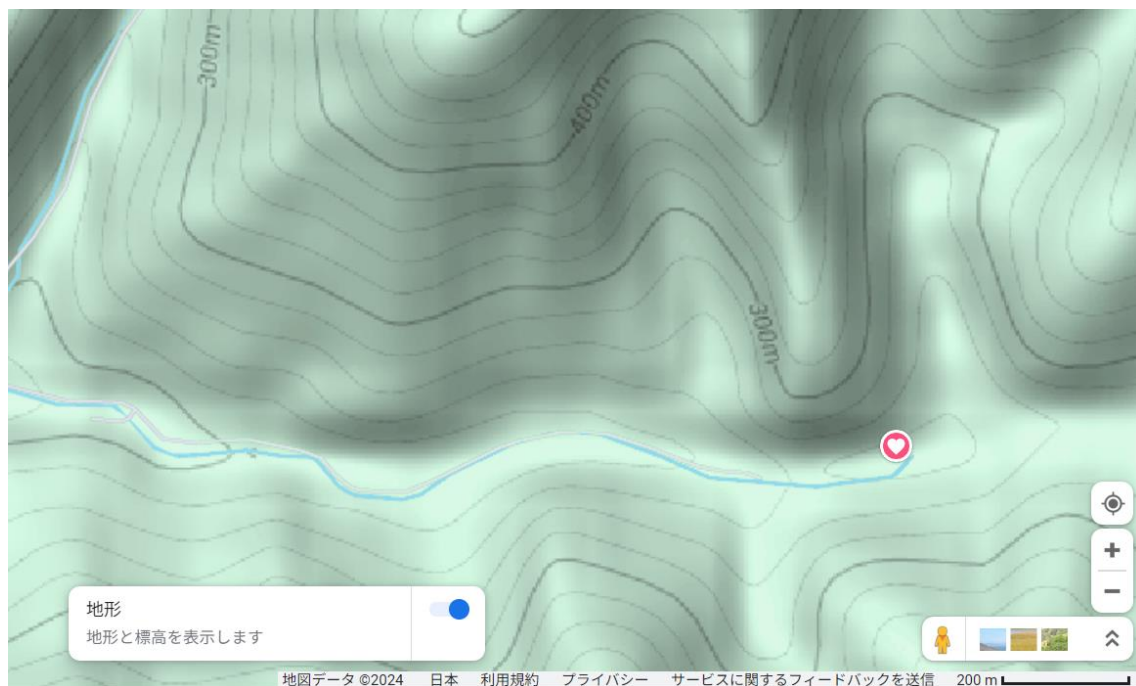 300m
400m
300m
地形
地形と標高を表示します
地図データ ©2024 日本 利用規約 プライバシー サービスに関するフィードバックを送信 200 m